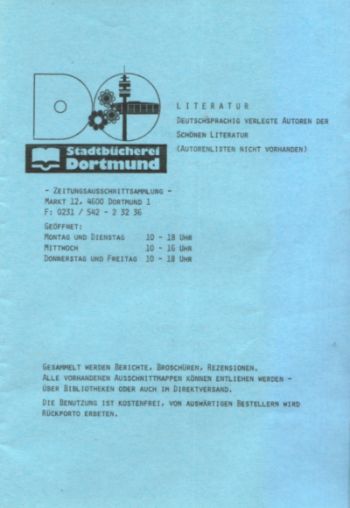 DO
Stadtbücherei
Dortmund
LITERATUR
DEUTSCHSPRACHIG VERLEGTE AUTOREN DER
SCHÖNEN LITERATUR
(AUTORENLISTEN NICHT VORHANDEN)
- ZEITUNGSAUSSCHNITTSAMMLUNG -
MARKT 12, 4600 DORTMUND 1
F: 0231 / 542 - 2 32 36
GEÖFFNET:
MONTAG UND DIENSTAG 10 - 18 UHR
MITTWOCH 10 - 16 UHR
DONNERSTAG UND FREITAG 10 - 18 UHR
GESAMMELT WERDEN BERICHTE, BROSCHÜREN, REZENSIONEN.
ALLE VORHANDENEN AUSSCHNITTMAPPEN KÖNNEN ENTLIEHEN WERDEN -
ÜBER BIBLIOTHEKEN ODER AUCH IM DIREKTVERSAND.
DIE BENUTZUNG IST KOSTENFREI, VON AUSWÄRTIGEN BESTELLERN WIRD
RÜCKPORTO ERBETEN.